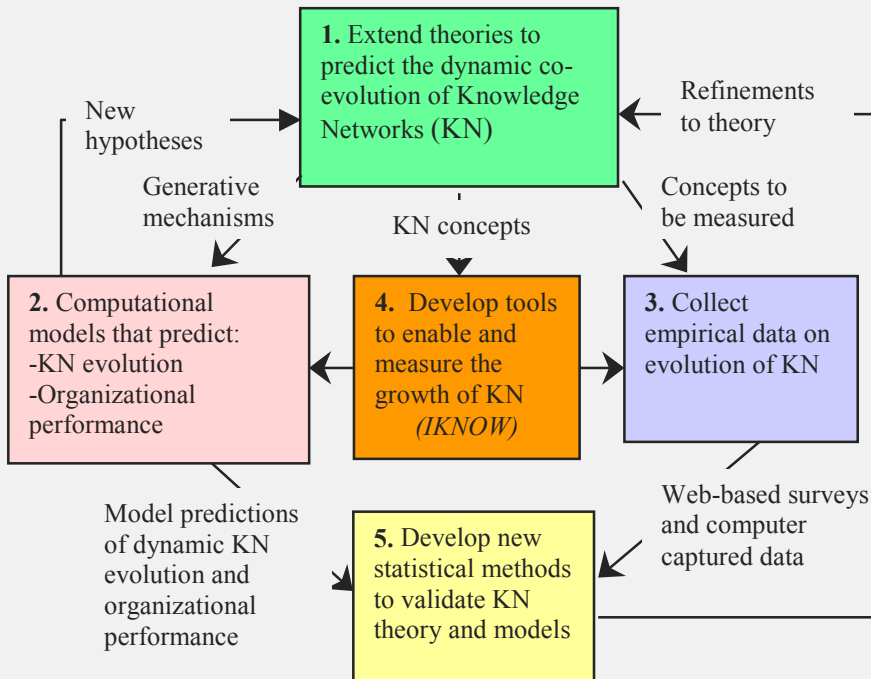 1. Extend theories to
predict the dynamic co-
evolution of Knowledge
Networks (KN)
New
hypotheses
Refinements
to theory
Generative
mechanisms
KN concepts
Concepts to
be measured
2. Computational
models that predict:
-KN evolution
-Organizational
performance
4. Develop tools
to enable and
measure the
growth of KN
(IKNOW)
3. Collect
empirical data on
evolution of KN
Model predictions
of dynamic KN
evolution and
organizational
performance
5. Develop new
statistical methods
to validate KN
theory and models
Web-based surveys
and computer
captured data